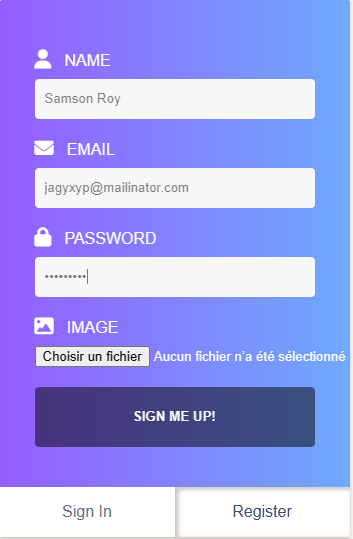 NAME
Samson Roy
EMAIL
jagyxyp@mailinator.com
PASSWORD
•••••••••
IMAGE
Choisir un fichier Aucun fichier n'a été sélectionné
SIGN ME UP!
Sign In Register